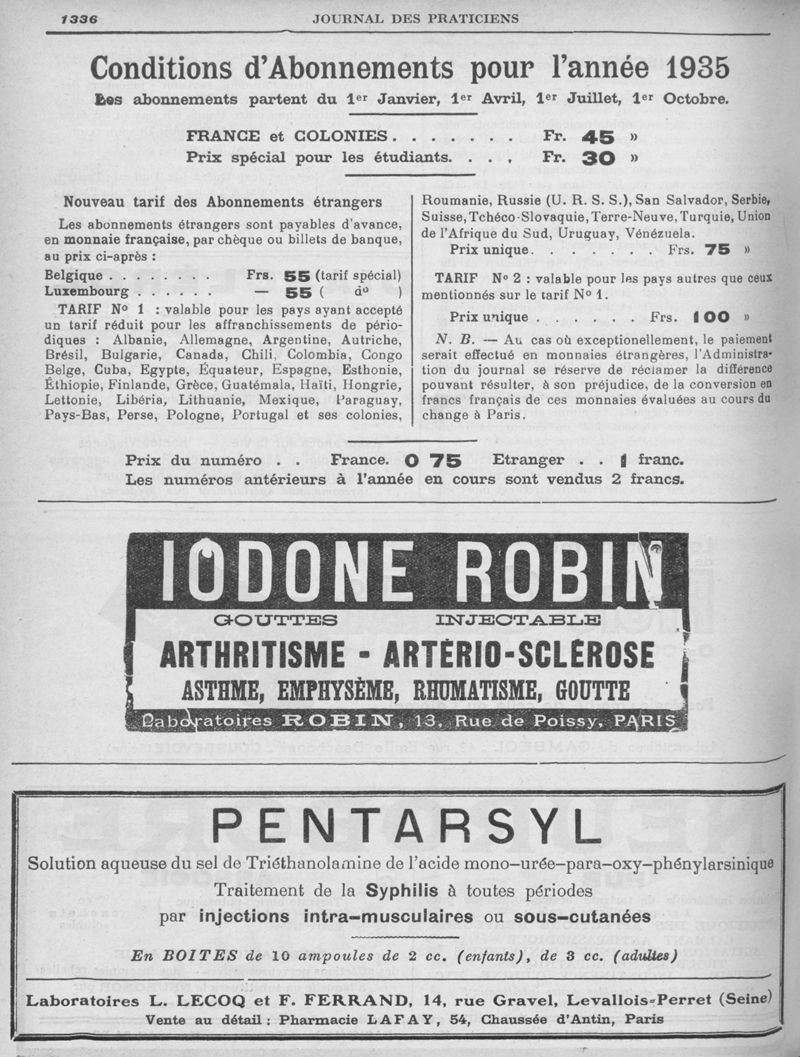 1336
JOURNAL DES PRATICIENS
Conditions d'Abonnements pour l'année 1935
Les abonnements partent du 1er Janvier, 1er Avril, 1er Juillet, 1er Octobre.
FRANCE et COLONIES . . . . . . . Fr. 45 »
Prix spécial pour les étudiants. . . . Fr. 30 »
Nouveau tarif des Abonnements étrangers
Les abonnements étrangers sont payables d'avance,
en monnaie française, par chèque ou billets de banque,
au prix ci-après :
Belgique . . . . . . . . Frs. 55 (tarif spécial)
Luxembourg . . . . . . — 55 ( do )
TARIF No 1 : valable pour les pays ayant accepté
un tarif réduit pour les affranchissements de pério-
diques : Albanie, Allemagne, Argentine, Autriche,
Brésil, Bulgarie, Canada, Chili, Colombia, Congo
Belge, Cuba, Egypte, Équateur, Espagne, Esthonie,
Éthiopie, Finlande, Grèce, Guatémala, Haïti, Hongrie,
Lettonie, Libéria, Lithuanie, Mexique, Paraguay,
Pays-Bas, Perse, Pologne, Portugal et ses colonies,
Roumanie, Russie (U. R. S. S.), San Salvador, Serbie,
Suisse, Tchéco-Slovaquie, Terre-Neuve, Turquie, Union
de l'Afrique du Sud, Uruguay, Vénézuela.
Prix unique. . . . . . . . Frs. 75 »
TARIF No 2 : valable pour les pays autres que ceux
mentionnés sur le tarif No 1.
Prix unique . . . . . . Frs. 100 »
N. B. — Au cas où exceptionellement, le paiement
serait effectué en monnaies étrangères, l'Administra-
tion du journal se réserve de réclamer la différence
pouvant résulter, à son préjudice, de la conversion en
francs français de ces monnaies évaluées au cours du
change à Paris.
Prix du numéro . . France. 0 75 Etranger . . 1 franc.
Les numéros antérieurs à l'année en cours sont vendus 2 francs.
IODONE ROBIN
GOUTTES INJECTABLE
ARTHRITISME - ARTÉRIO-SCLÉROSE
ASTHME, EMPHYSÈME, RHUMATISME, GOUTTE
Laboratoires ROBIN, 13, Rue de Poissy, PARIS
PENTARSYL
Solution aqueuse du sel de Triéthanolamine de l'acide mono-urée-para-oxy-phénylarsinique
Traitement de la Syphilis à toutes périodes
par injections intra-musculaires ou sous-cutanées
En BOITES de 10 ampoules de 2 cc. (enfants), de 3 cc. (adultes)
Laboratoires L. LECOQ et F. FERRAND, 14, rue Gravel, Levallois-Perret (Seine)
Vente au détail : Pharmacie LAFAY, 54, Chaussée d'Antin, Paris